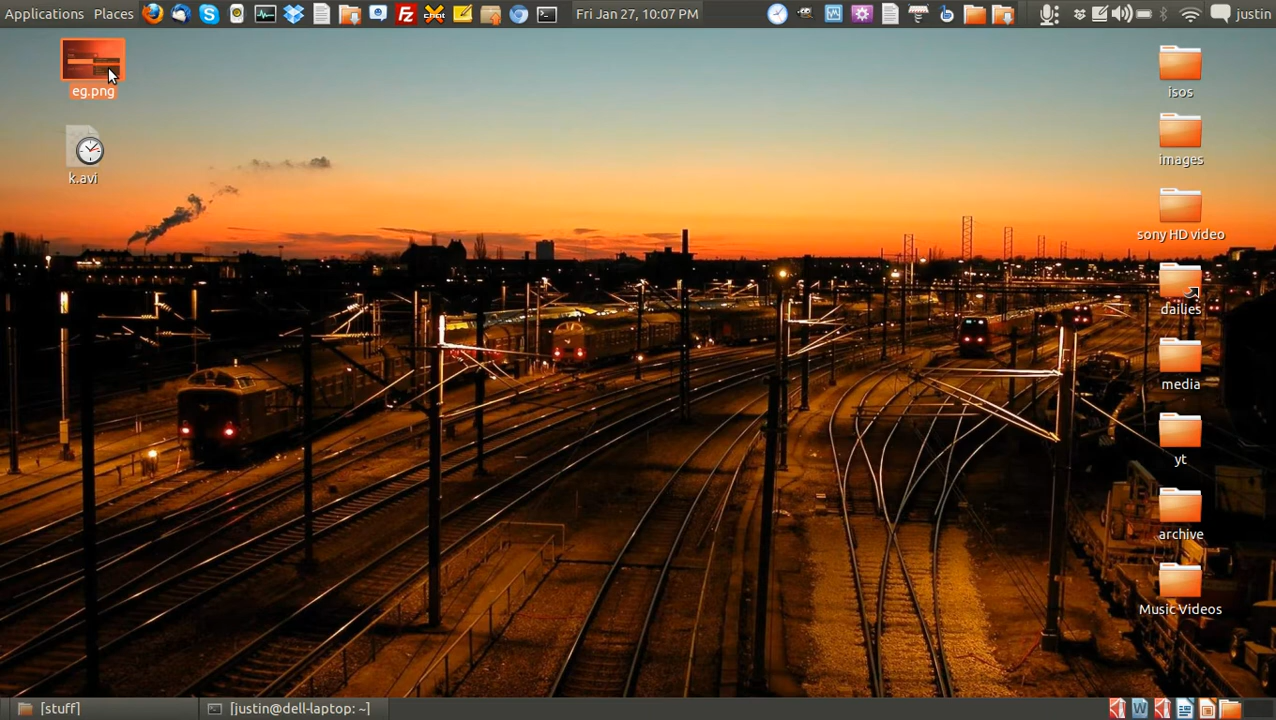 Applications Places Fri Jan 27, 10:07 PM justin
eg.png
k.avi
isos
images
sony HD video
dailies
media
yt
archive
Music Videos
[stuff] [justin@dell-laptop: ~]